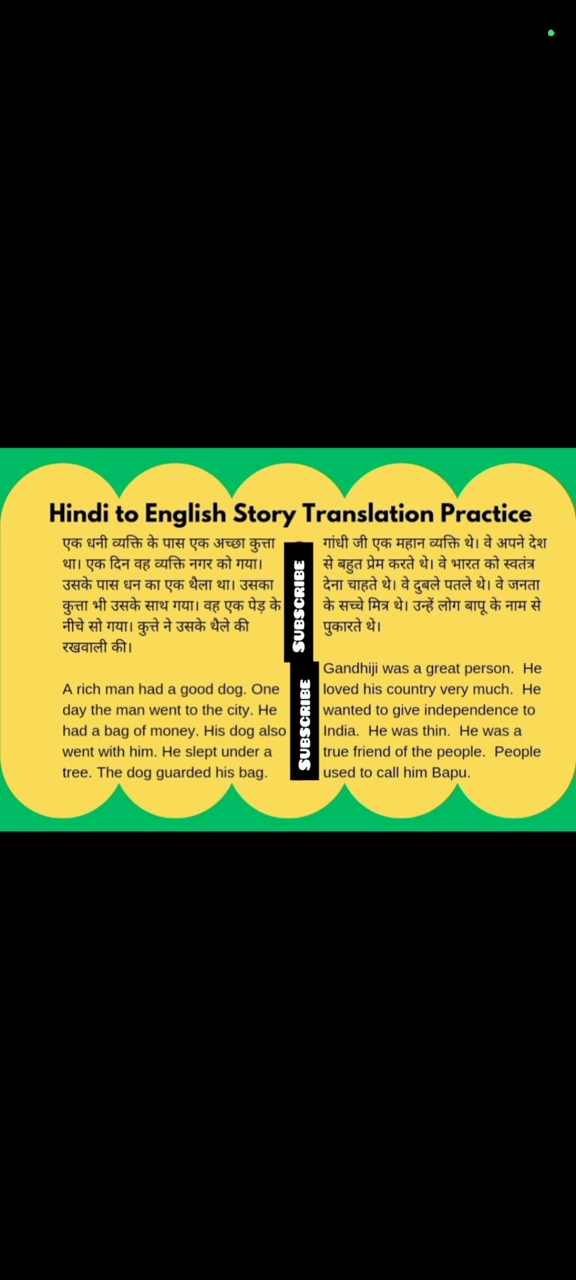 Hindi to English Story Translation Practice
एक धनी व्यक्ति के पास एक अच्छा कुत्ता
था। एक दिन वह व्यक्ति नगर को गया।
उसके पास धन का एक थैला था। उसका
कुत्ता भी उसके साथ गया। वह एक पेड़ के
नीचे सो गया। कुत्ते ने उसके थैले की
रखवाली की।
A rich man had a good dog. One
day the man went to the city. He
had a bag of money. His dog also
went with him. He slept under a
tree. The dog guarded his bag.
SUBSCRIBE
SUBSCRIBE
गांधी जी एक महान व्यक्ति थे। वे अपने देश
से बहुत प्रेम करते थे। वे भारत को स्वतंत्र
देना चाहते थे। वे दुबले पतले थे। वे जनता
के सच्चे मित्र थे। उन्हें लोग बापू के नाम से
पुकारते थे।
Gandhiji was a great person. He
loved his country very much. He
wanted to give independence to
India. He was thin. He was a
true friend of the people. People
used to call him Bapu.